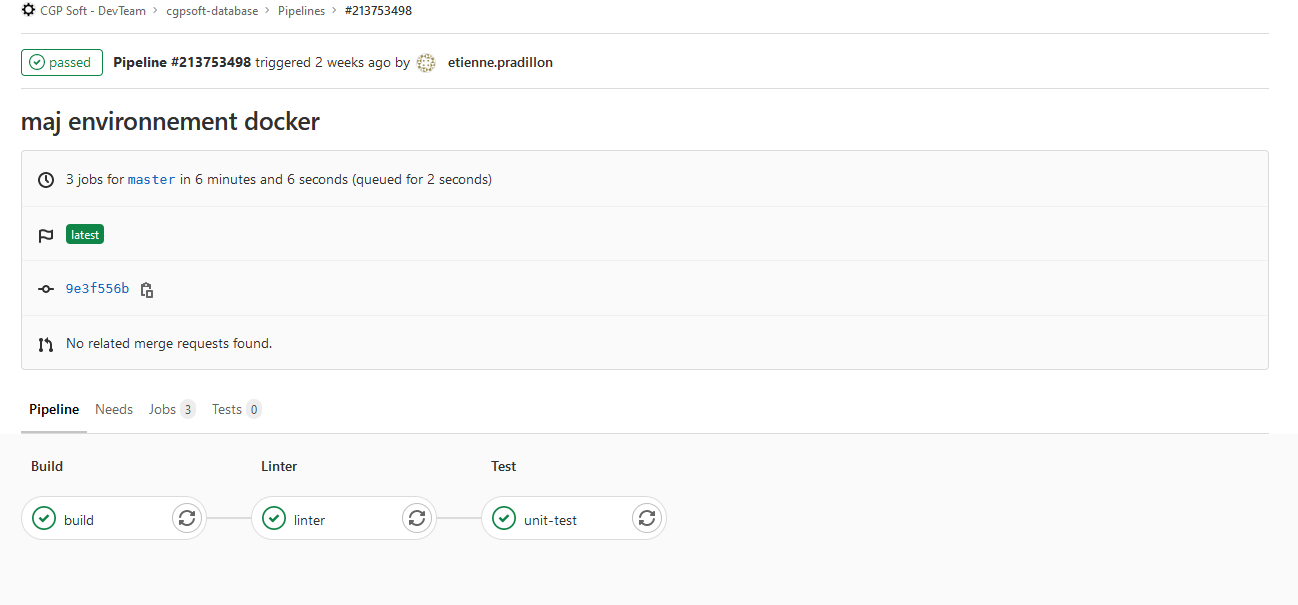 CGP Soft - DevTeam > cgpsoft-database > Pipelines > #213753498
passed Pipeline #213753498 triggered 2 weeks ago by etienne.pradillon
maj environnement docker
3 jobs for master in 6 minutes and 6 seconds (queued for 2 seconds)
latest
9e3f556b
No related merge requests found.
Pipeline Needs Jobs 3 Tests 0
Build Linter Test
build linter unit-test